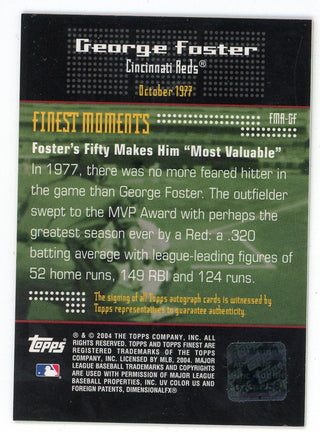 George Foster
Cincinnati Reds®
October 1977
FINEST MOMENTS
FMA-GF
Foster's Fifty Makes Him "Most Valuable"
In 1977, there was no more feared hitter in
the game than George Foster. The outfielder
swept to the MVP Award with perhaps the
greatest season ever by a Red: a .320
batting average with league-leading figures of
52 home runs, 149 RBI and 124 runs.
The signing of all Topps autograph cards is witnessed by
Topps representatives to guarantee authenticity.
Topps
® & © 2004 THE TOPPS COMPANY, INC. ALL
RIGHTS RESERVED. TOPPS AND TOPPS FINEST ARE
REGISTERED TRADEMARKS OF THE TOPPS
COMPANY, INC. LICENSED BY MLB, 2004. MAJOR
LEAGUE BASEBALL TRADEMARKS AND COPYRIGHTS
ARE USED WITH PERMISSION OF MAJOR LEAGUE
BASEBALL PROPERTIES, INC. UV COLOR US AND
FOREIGN PATENTS, DIMENSIONALFX®